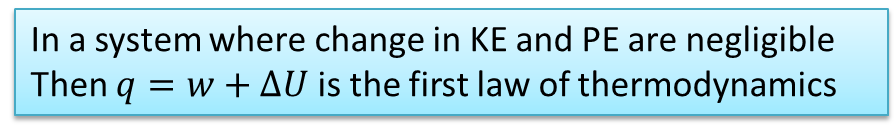 In a system where change in KE and PE are negligible
Then q = w + ΔU is the first law of thermodynamics